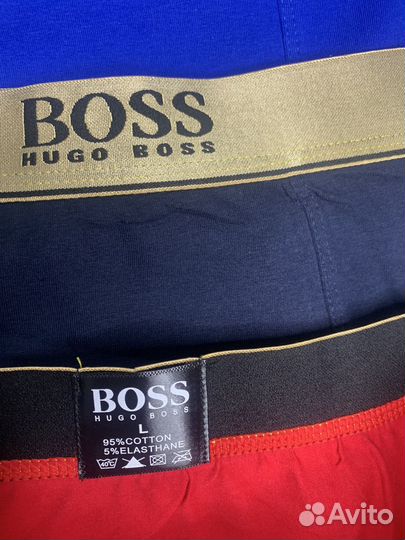 BOSS
HUGO BOSS
BOSS
HUGO BOSS
L
95%COTTON
5%ELASTHANE
40°C
Avito